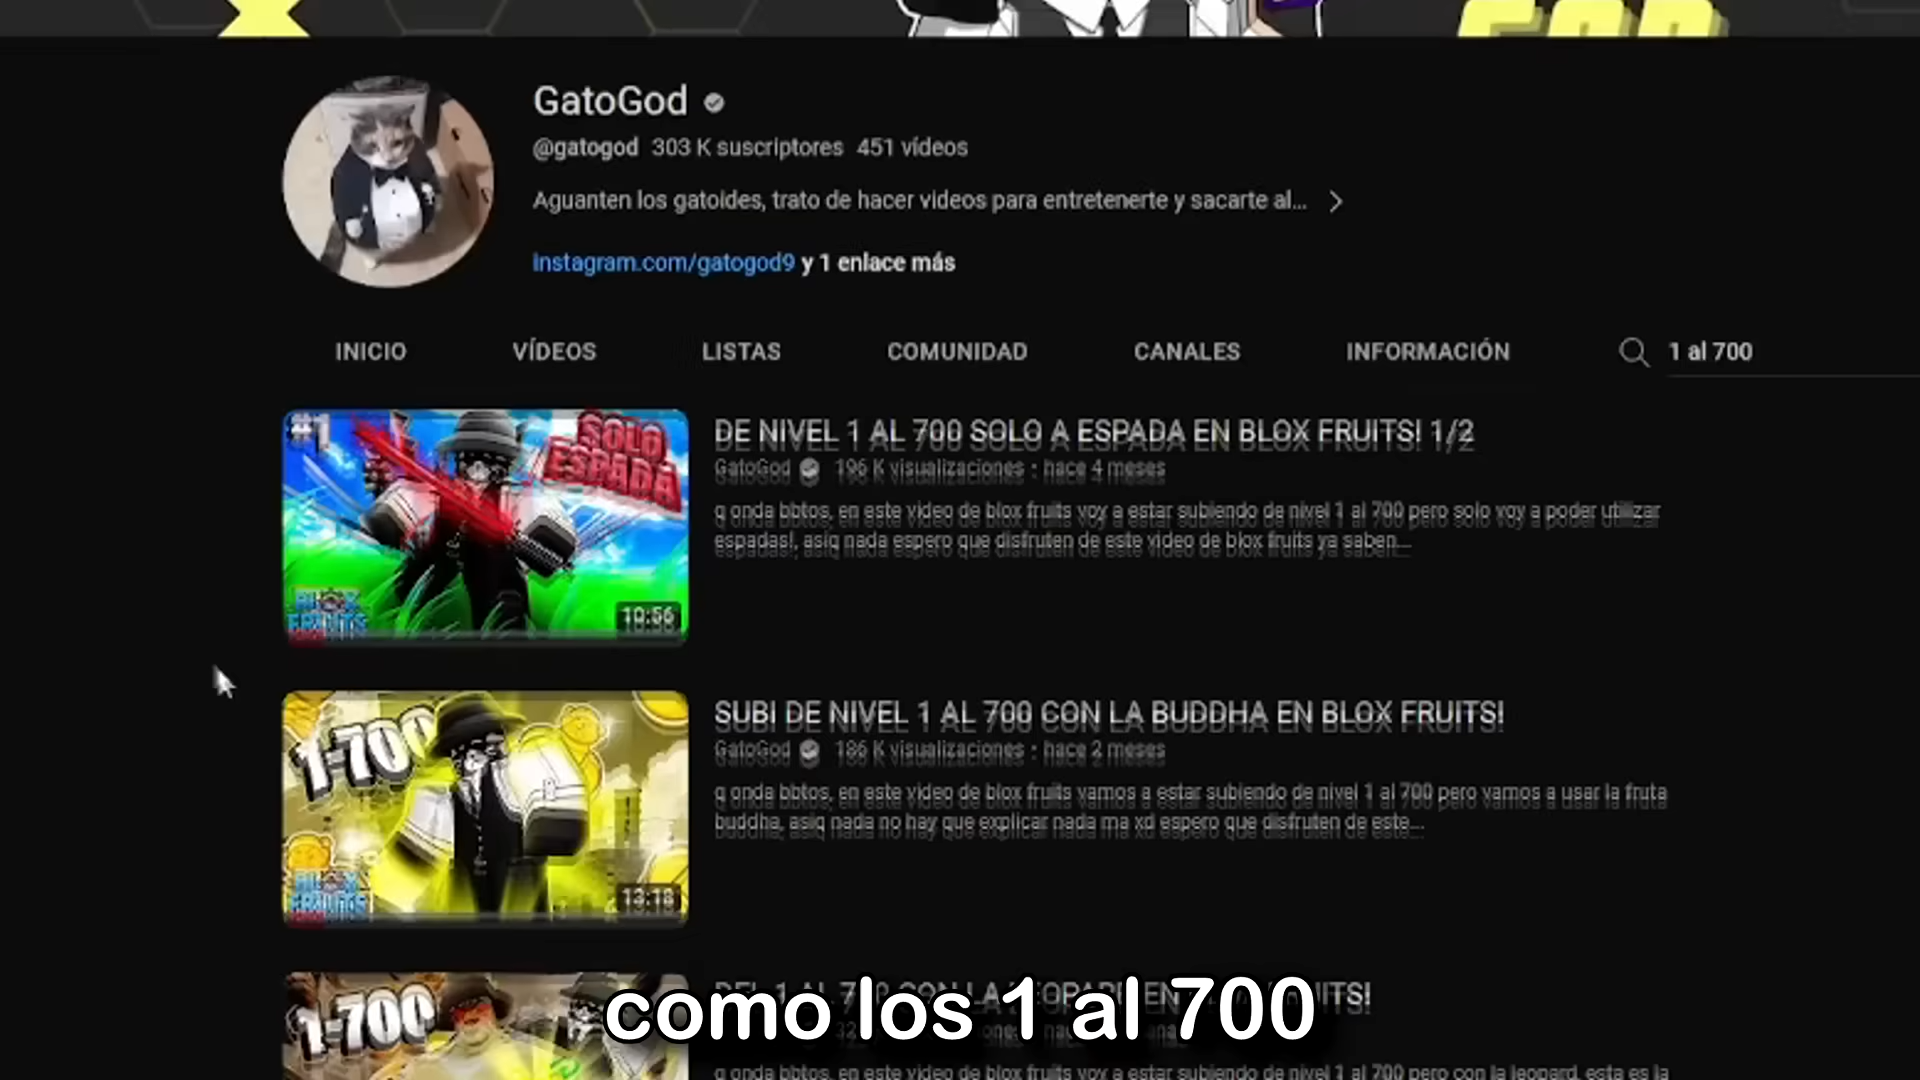 GatoGod
@gatogod 303 K suscriptores 451 vídeos
Aguanten los gatoides, trato de hacer videos para entretenerte y sacarte al...
instagram.com/gatogod9 y 1 enlace más
INICIO VÍDEOS LISTAS COMUNIDAD CANALES INFORMACIÓN 1 al 700
#1
SOLO
ESPADA
BLOX
FRUITS
10:56
DE NIVEL 1 AL 700 SOLO A ESPADA EN BLOX FRUITS! 1/2
GatoGod 196 K visualizaciones · hace 4 meses
q onda bbtos, en este video de blox fruits voy a estar subiendo de nivel 1 al 700 pero solo voy a poder utilizar
espadas!, asiq nada espero que disfruten de este video de blox fruits ya saben...
1-700
BLOX
FRUITS
13:18
SUBI DE NIVEL 1 AL 700 CON LA BUDDHA EN BLOX FRUITS!
GatoGod 186 K visualizaciones · hace 2 meses
q onda bbtos, en este video de blox fruits vamos a estar subiendo de nivel 1 al 700 pero vamos a usar la fruta
buddha, asiq nada no hay que explicar nada ma xd espero que disfruten de este...
1-700
como los 1 al 700
q onda bbtos, en este video de blox fruits voy a estar subiendo de nivel 1 al 700 pero con la leopard, esta es la